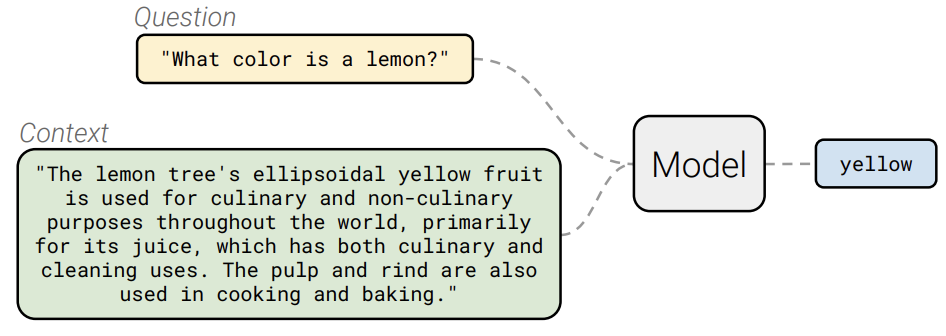 Question
"What color is a lemon?"
Context
"The lemon tree's ellipsoidal yellow fruit
is used for culinary and non-culinary
purposes throughout the world, primarily
for its juice, which has both culinary and
cleaning uses. The pulp and rind are also
used in cooking and baking."
Model
yellow